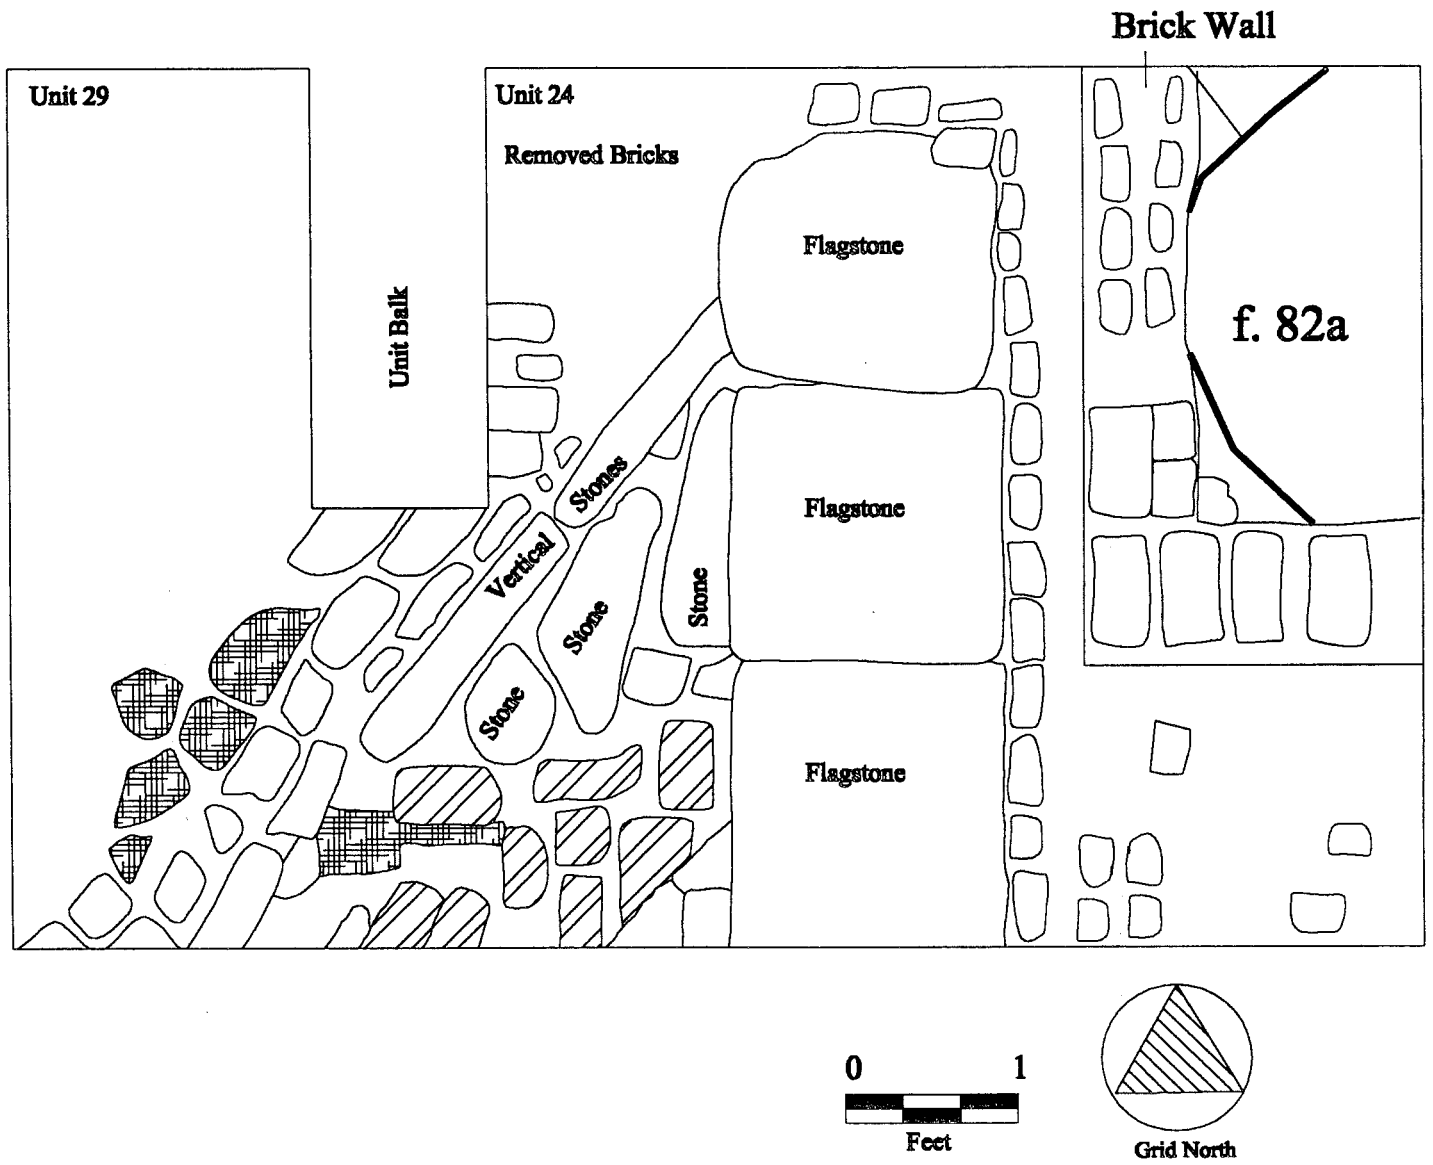 Brick Wall
Unit 29
Unit 24
Removed Bricks
Flagstone
Unit Balk
f. 82a
Stones
Flagstone
Vertical
Stone
Stone
Stone
Flagstone
0 1
Feet
Grid North